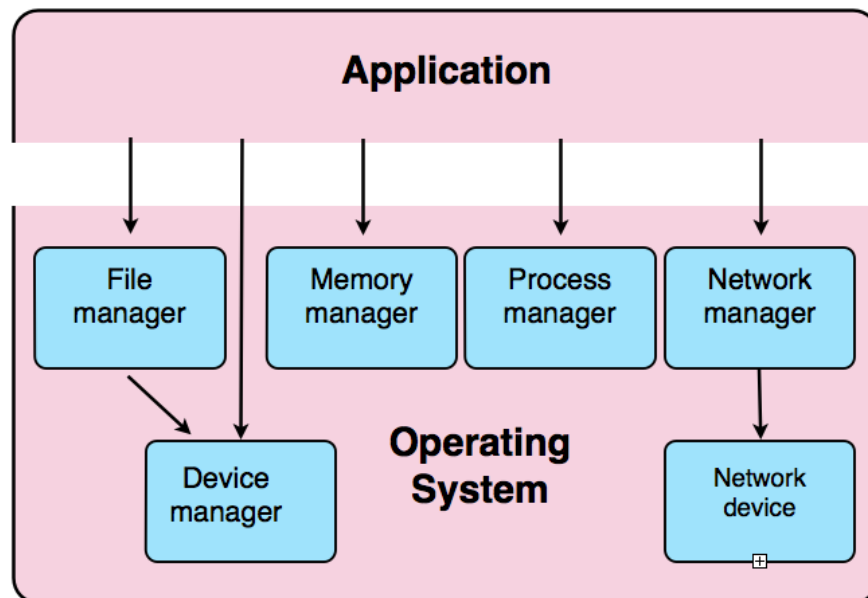 Application
File
manager
Memory
manager
Process
manager
Network
manager
Operating
System
Device
manager
Network
device